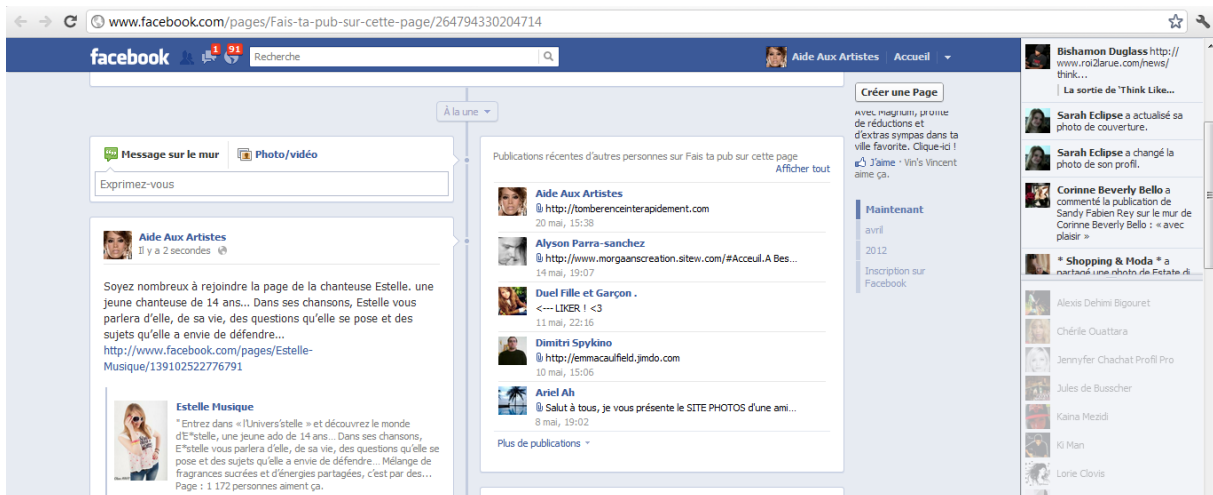 www.facebook.com/pages/Fais-ta-pub-sur-cette-page/264794330204714
facebook
1
91
Recherche
Aide Aux Artistes
Accueil
À la une
Message sur le mur
Photo/vidéo
Exprimez-vous
Aide Aux Artistes
Il y a 2 secondes
Soyez nombreux à rejoindre la page de la chanteuse Estelle. une
jeune chanteuse de 14 ans... Dans ses chansons, Estelle vous
parlera d'elle, de sa vie, des questions qu'elle se pose et des
sujets qu'elle a envie de défendre...
http://www.facebook.com/pages/Estelle-
Musique/139102522776791
Estelle Musique
" Entrez dans « l'Univers'stelle » et découvrez le monde
d'E*stelle, une jeune ado de 14 ans... Dans ses chansons,
E*stelle vous parlera d'elle, de sa vie, des questions qu'elle se
pose et des sujets qu'elle a envie de défendre... Mélange de
fragrances sucrées et d'énergies partagées, c'est par des...
Page : 1 172 personnes aiment ça.
Publications récentes d'autres personnes sur Fais ta pub sur cette page
Afficher tout
Aide Aux Artistes
http://tomberenceinterapidement.com
20 mai, 15:38
Alyson Parra-sanchez
http://www.morgaanscreation.sitew.com/#Acceuil.A Bes...
14 mai, 19:07
Duel Fille et Garçon .
<--- LIKER ! <3
11 mai, 22:16
Dimitri Spykino
http://emmacaulfield.jimdo.com
10 mai, 15:06
Ariel Ah
Salut à tous, je vous présente le SITE PHOTOS d'une ami...
8 mai, 19:02
Plus de publications
Créer une Page
Avec Magnum, profite
de réductions et
d'extras sympas dans ta
ville favorite. Clique-ici !
J'aime · Vin's Vincent
aime ça.
Maintenant
avril
2012
Inscription sur
Facebook
Bishamon Duglass http://
www.roi2larue.com/news/
think...
La sortie de 'Think Like...
Sarah Eclipse a actualisé sa
photo de couverture.
Sarah Eclipse a changé la
photo de son profil.
Corinne Beverly Bello a
commenté la publication de
Sandy Fabien Rey sur le mur de
Corinne Beverly Bello : « avec
plaisir »
* Shopping & Moda * a
partagé une photo de Estate di
Alexis Dehimi Bigouret
Chérile Ouattara
Jennyfer Chachat Profil Pro
Jules de Busscher
Kaina Mezidi
Ki Man
Lorie Clovis